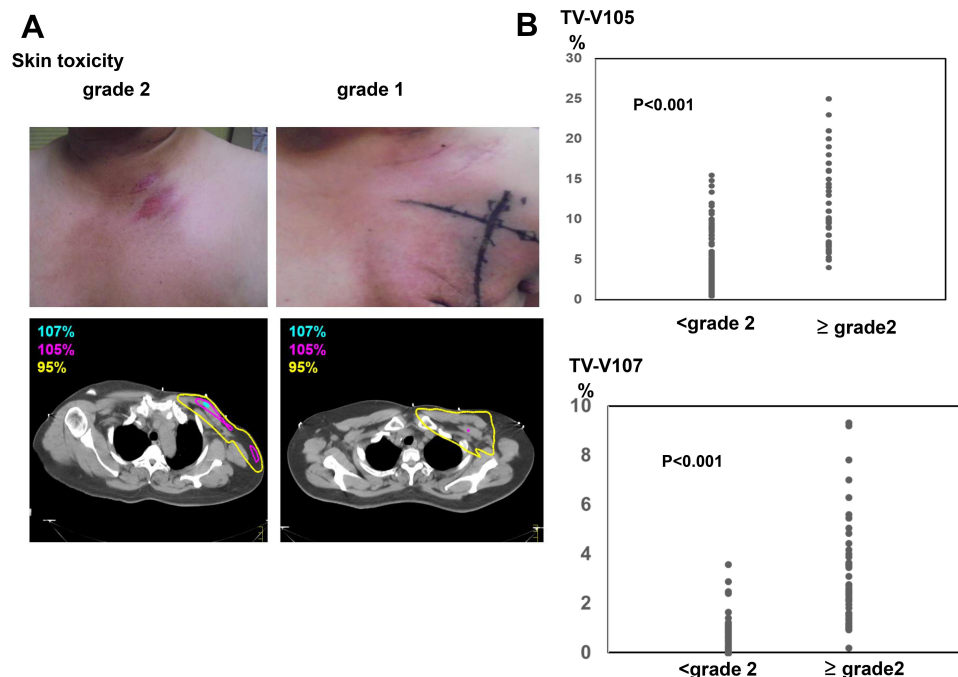 A
Skin toxicity
grade 2
grade 1
107%
105%
95%
107%
105%
95%
B
TV-V105
%
30
25
20
15
10
5
0
P<0.001
<grade 2
≥ grade2
TV-V107
%
10
8
6
4
2
0
P<0.001
<grade 2
≥ grade2